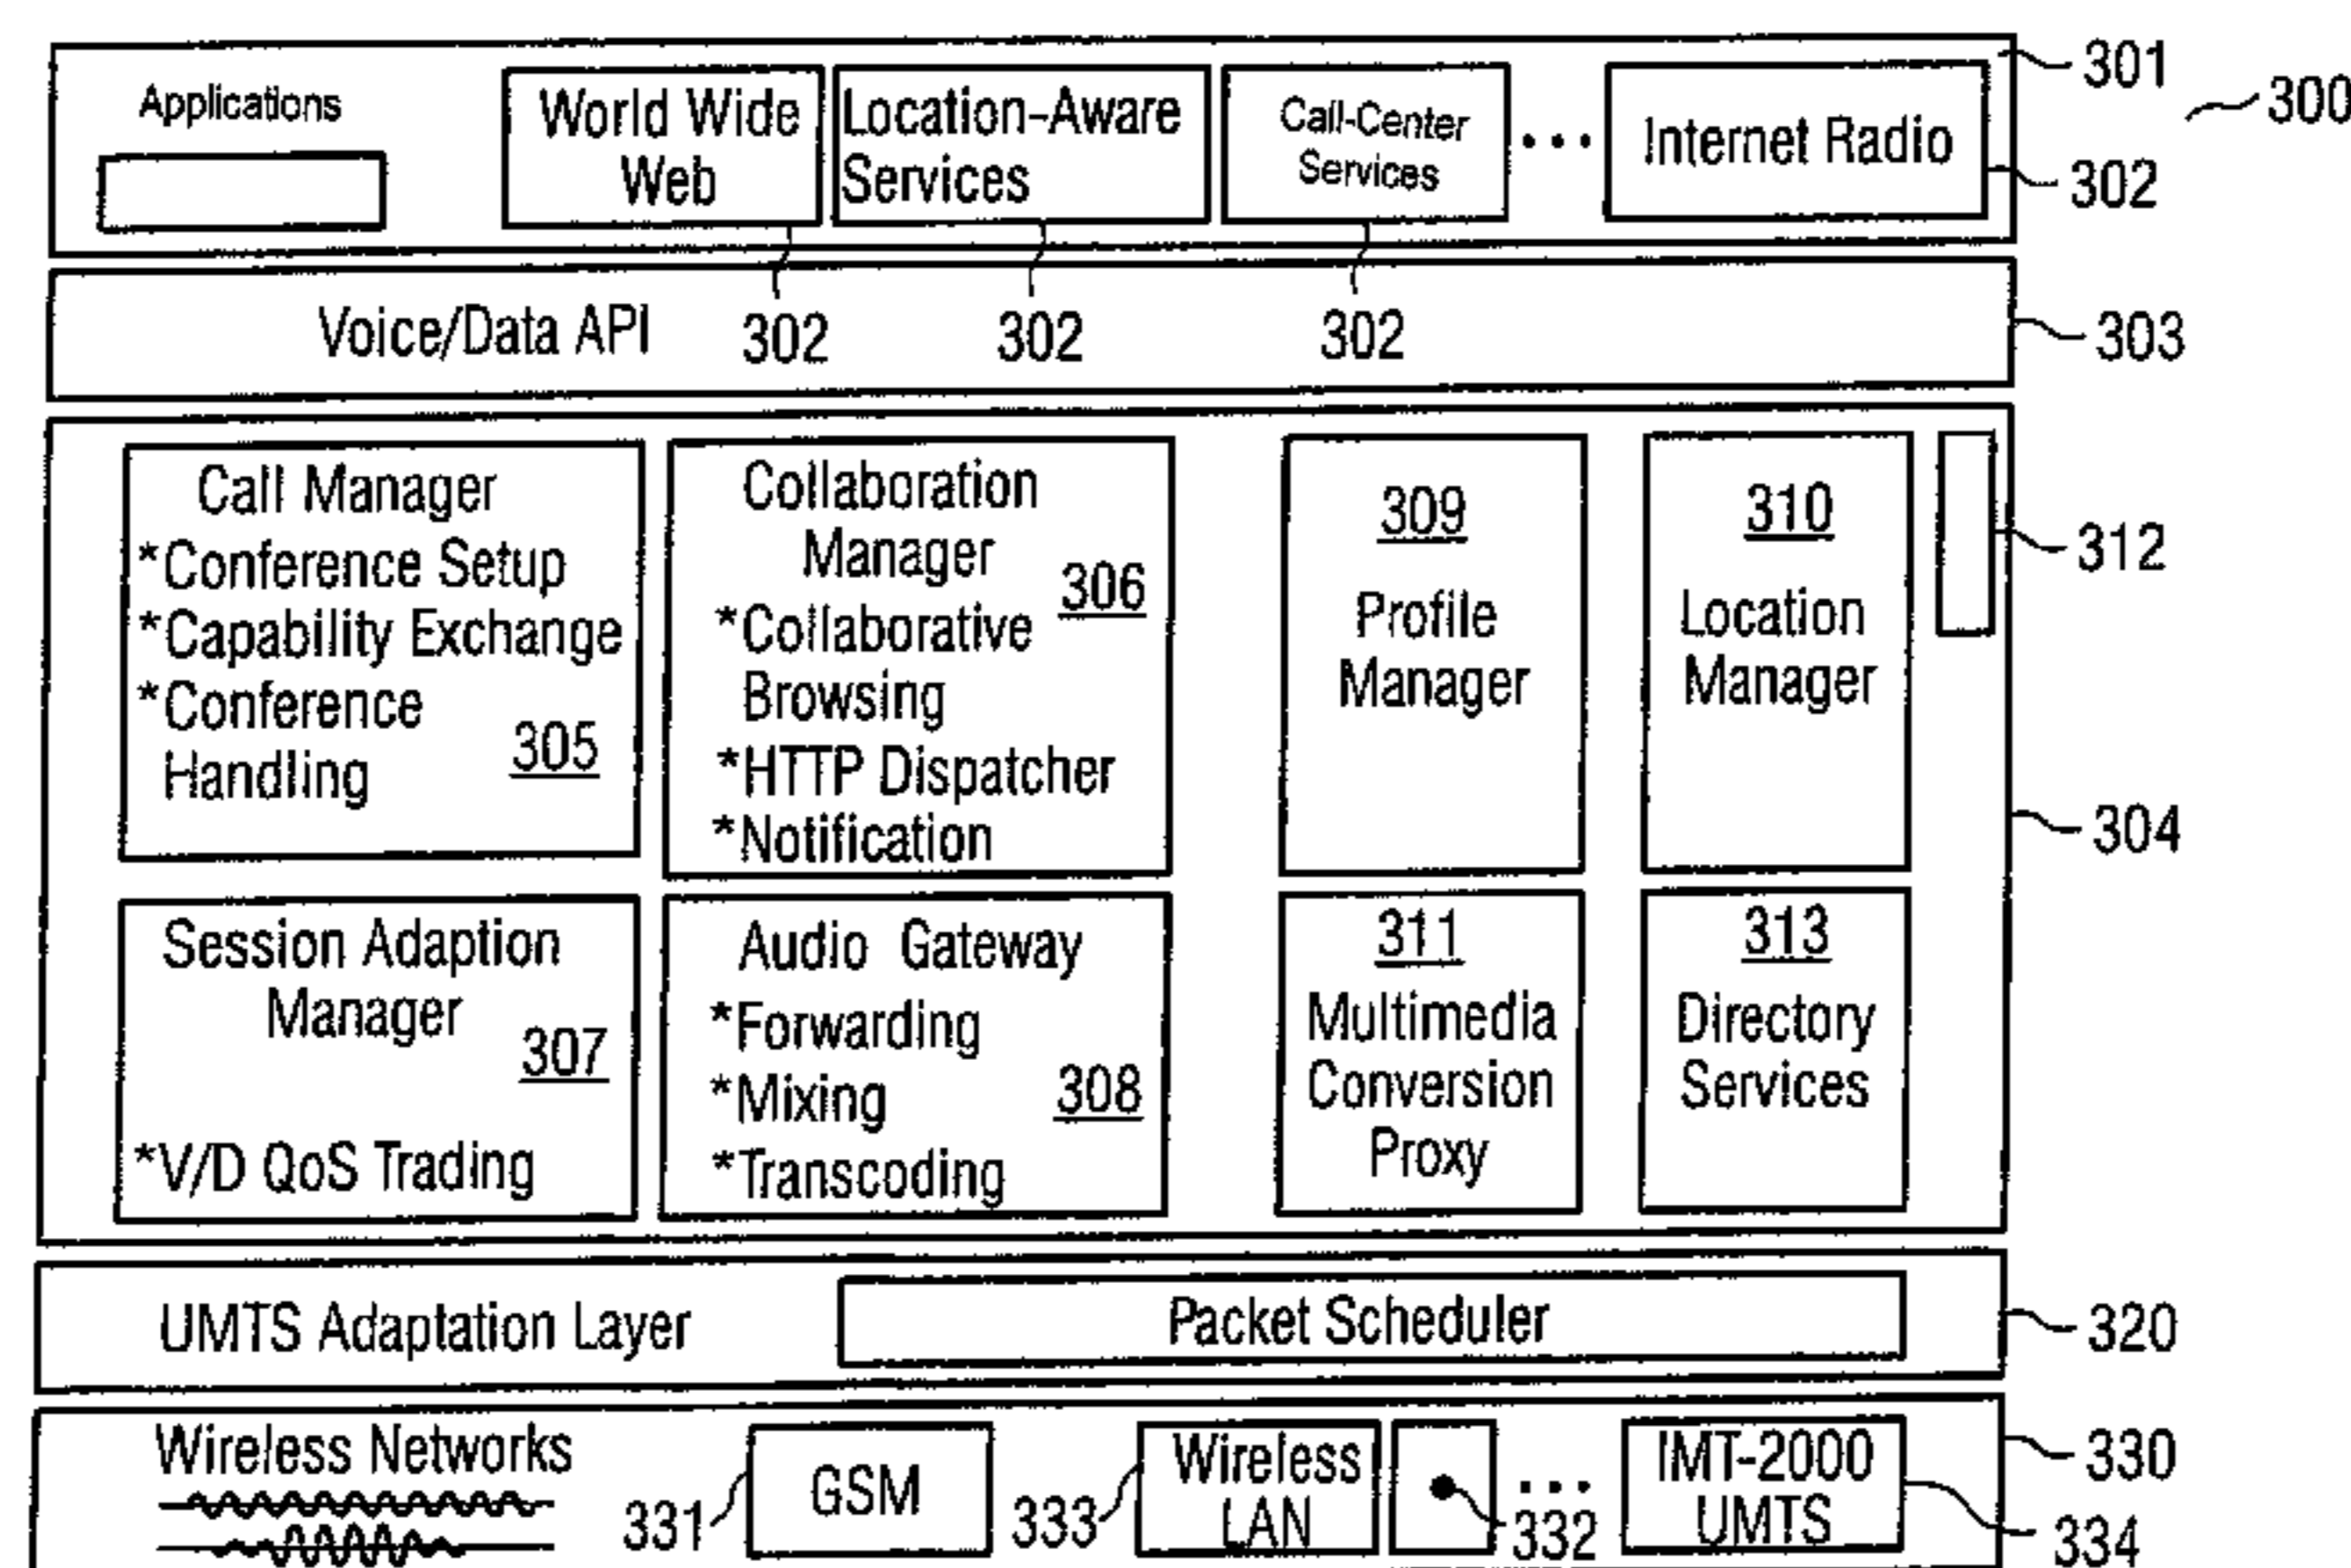 Applications
World Wide
Web
Location-Aware
Services
Call-Center
Services
...
Internet Radio
301
300
302
Voice/Data API
302
302
302
303
Call Manager
*Conference Setup
*Capability Exchange
*Conference
Handling
305
Collaboration
Manager
306
*Collaborative
Browsing
*HTTP Dispatcher
*Notification
309
Profile
Manager
310
Location
Manager
312
304
Session Adaption
Manager
307
*V/D QoS Trading
Audio Gateway
*Forwarding
*Mixing
308
*Transcoding
311
Multimedia
Conversion
Proxy
313
Directory
Services
UMTS Adaptation Layer
Packet Scheduler
320
Wireless Networks
331
GSM
333
Wireless
LAN
332
...
IMT-2000
UMTS
330
334